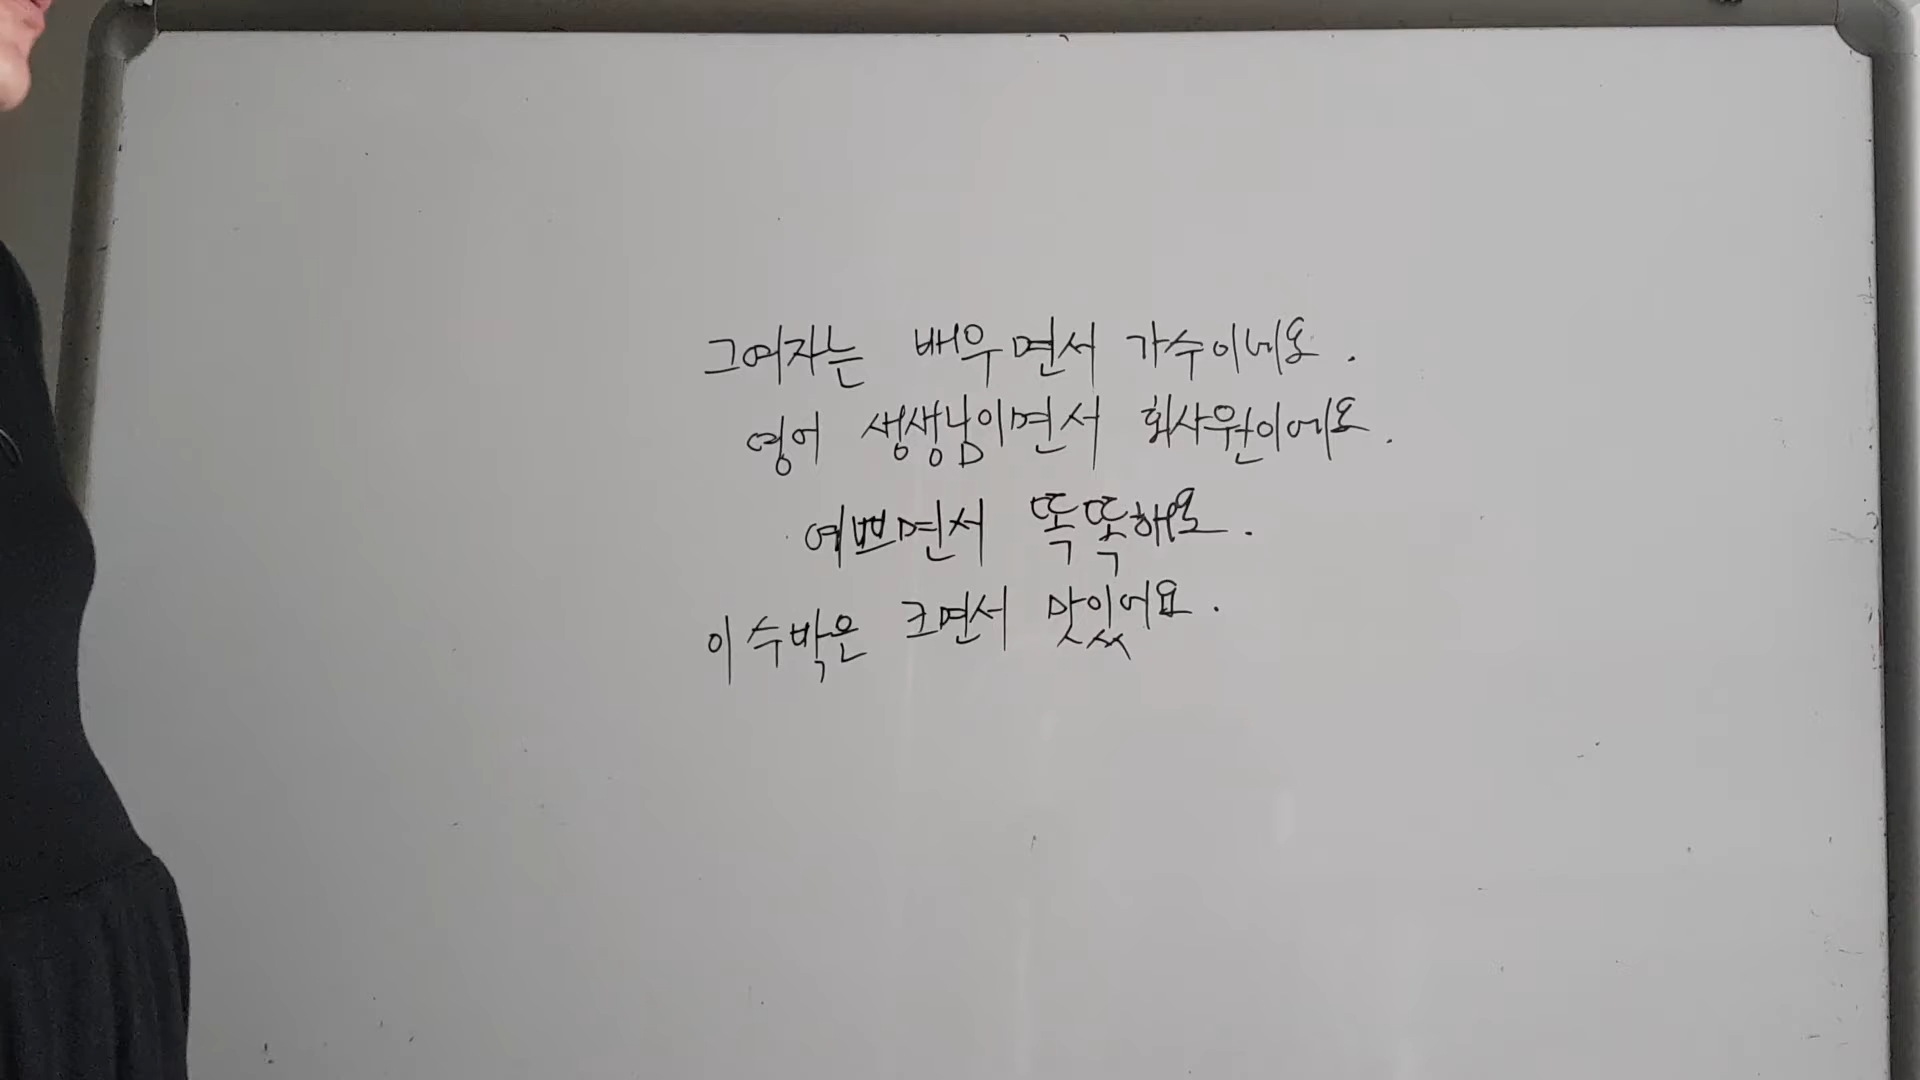 그여자는 배우면서 가수이네요.
영어 생생님이면서 회사원이에요.
예쁘면서 똑똑해요.
이 수박은 크면서 맛있어요.